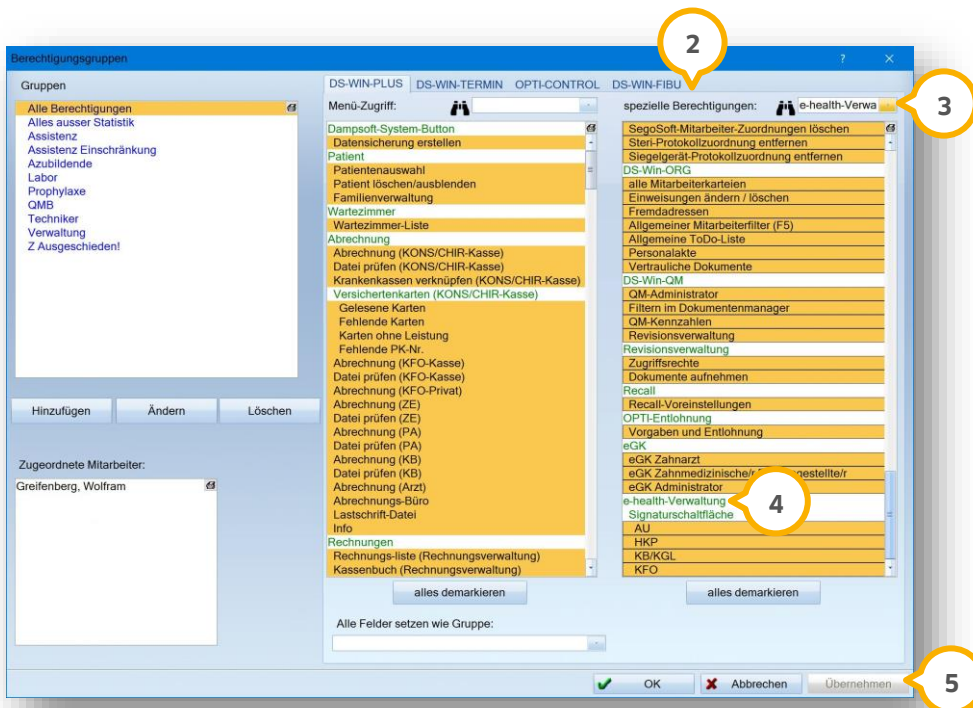 2
Berechtigungsgruppen
Gruppen
Alle Berechtigungen
Alles ausser Statistik
Assistenz
Assistenz Einschränkung
Azubildende
Labor
Prophylaxe
QMB
Techniker
Verwaltung
Z Ausgeschieden!
Hinzufügen Ändern Löschen
Zugeordnete Mitarbeiter:
Greifenberg, Wolfram
DS-WIN-PLUS DS-WIN-TERMIN OPTI-CONTROL DS-WIN-FIBU
Menü-Zugriff:
Dampsoft-System-Button
Datensicherung erstellen
Patient
Patientenauswahl
Patient löschen/ausblenden
Familienverwaltung
Wartezimmer
Wartezimmer-Liste
Abrechnung
Abrechnung (KONS/CHIR-Kasse)
Datei prüfen (KONS/CHIR-Kasse)
Krankenkassen verknüpfen (KONS/CHIR-Kasse)
Versichertenkarten (KONS/CHIR-Kasse)
Gelesene Karten
Fehlende Karten
Karten ohne Leistung
Fehlende PK-Nr.
Abrechnung (KFO-Kasse)
Datei prüfen (KFO-Kasse)
Abrechnung (KFO-Privat)
Abrechnung (ZE)
Datei prüfen (ZE)
Abrechnung (PA)
Datei prüfen (PA)
Abrechnung (KB)
Datei prüfen (KB)
Abrechnung (Arzt)
Abrechnungs-Büro
Lastschrift-Datei
Info
Rechnungen
Rechnungs-liste (Rechnungsverwaltung)
Kassenbuch (Rechnungsverwaltung)
alles demarkieren
Alle Felder setzen wie Gruppe:
spezielle Berechtigungen: e-health-Verwa
3
SegoSoft-Mitarbeiter-Zuordnungen löschen
Steri-Protokollzuordnung entfernen
Siegelgerät-Protokollzuordnung entfernen
DS-Win-ORG
alle Mitarbeiterkarteien
Einweisungen ändern / löschen
Fremdadressen
Allgemeiner Mitarbeiterfilter (F5)
Allgemeine ToDo-Liste
Personalakte
Vertrauliche Dokumente
DS-Win-QM
QM-Administrator
Filtern im Dokumentenmanager
QM-Kennzahlen
Revisionsverwaltung
Revisionsverwaltung
Zugriffsrechte
Dokumente aufnehmen
Recall
Recall-Voreinstellungen
OPTI-Entlohnung
Vorgaben und Entlohnung
eGK
eGK Zahnarzt
eGK Zahnmedizinische/r gestellte/r
eGK Administrator
e-health-Verwaltung
4
Signaturschaltfläche
AU
HKP
KB/KGL
KFO
alles demarkieren
OK Abbrechen Übernehmen
5